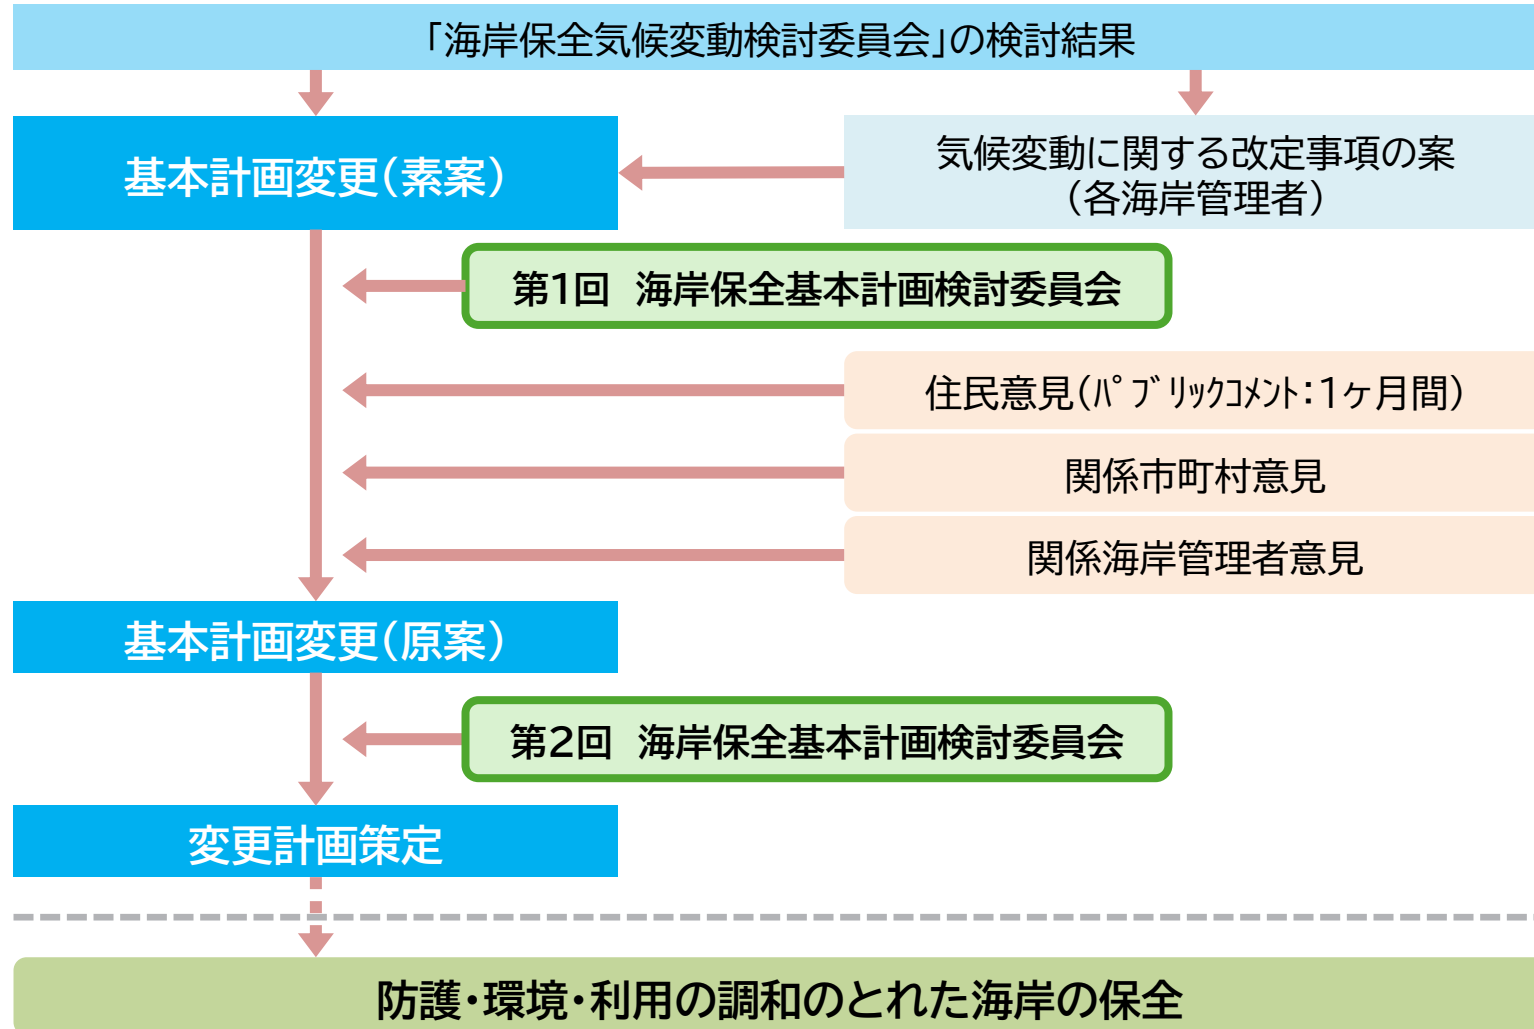 「海岸保全気候変動検討委員会」の検討結果
基本計画変更(素案)
気候変動に関する改定事項の案
(各海岸管理者)
第1回 海岸保全基本計画検討委員会
住民意見(ﾊﾟﾌﾞﾘｯｸｺﾒﾝﾄ:1ヶ月間)
関係市町村意見
関係海岸管理者意見
基本計画変更(原案)
第2回 海岸保全基本計画検討委員会
変更計画策定
防護・環境・利用の調和のとれた海岸の保全